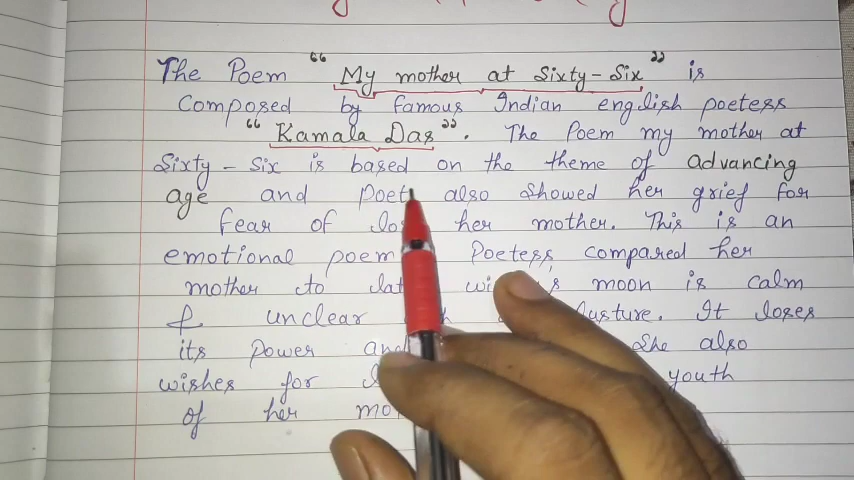 The Poem “My mother at Sixty-Six” is
Composed by famous Indian english poetess
“Kamala Das”. The Poem my mother at
Sixty-Six is based on the theme of advancing
age and Poet also showed her grief for
fear of her mother. This is an
emotional poem Poetess compared her
mother to moon is calm
& unclear lusture. It loses
its Power and She also
wishes for youth
of her